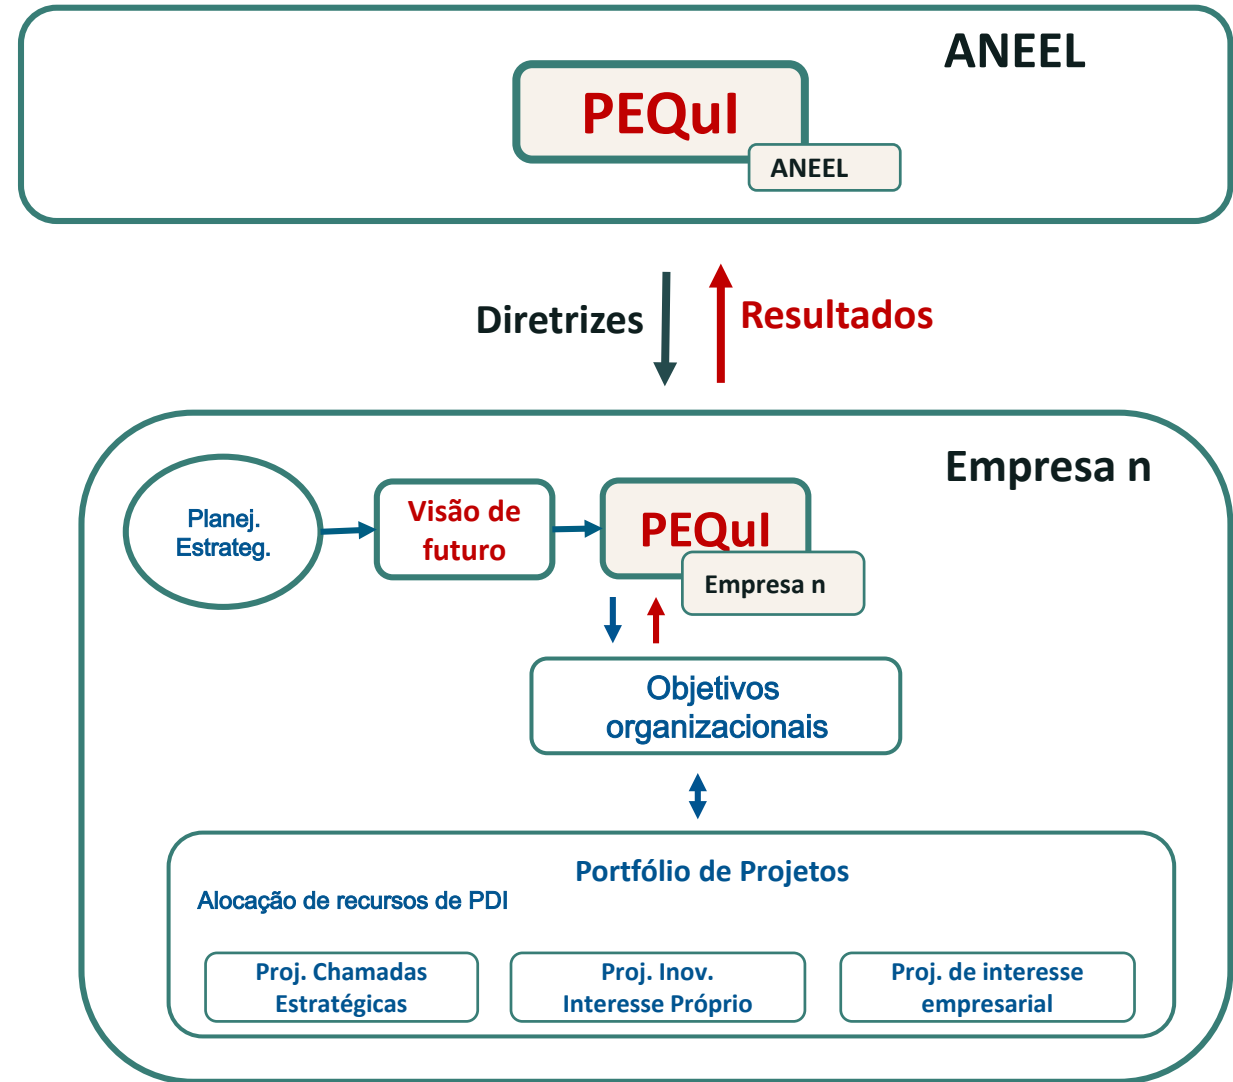 ANEEL
PEQuI
ANEEL
Diretrizes
Resultados
Empresa n
Planej.
Estrateg.
Visão de
futuro
PEQuI
Empresa n
Objetivos
organizacionais
Portfólio de Projetos
Alocação de recursos de PDI
Proj. Chamadas
Estratégicas
Proj. Inov.
Interesse Próprio
Proj. de interesse
empresarial